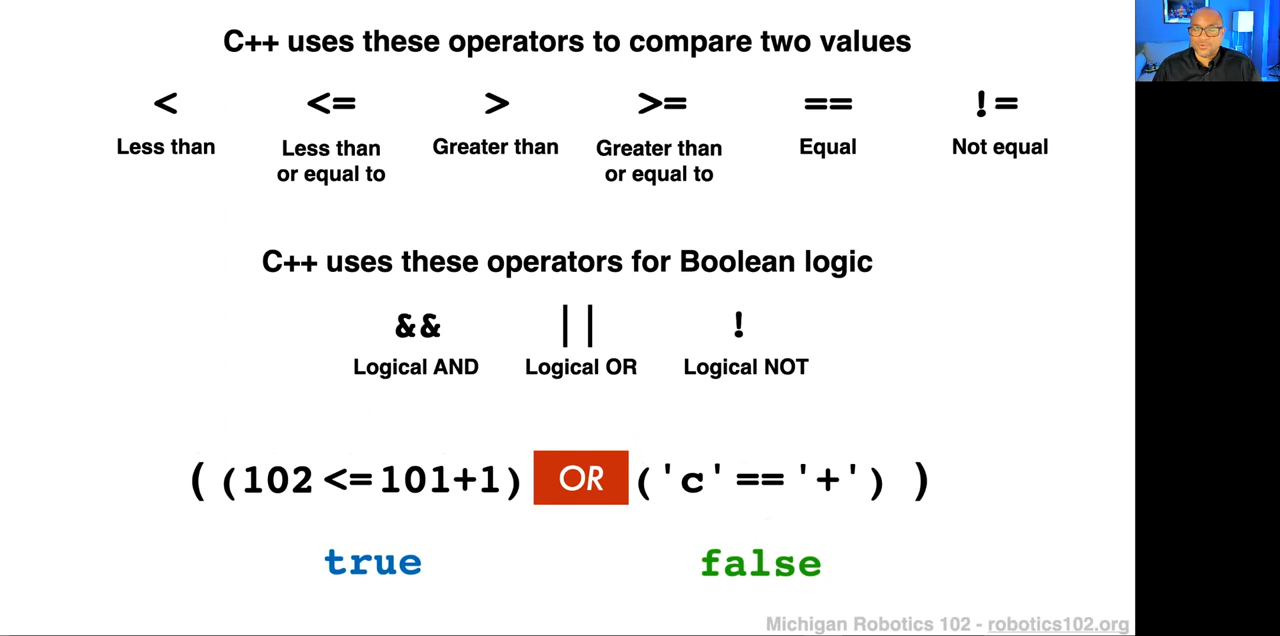 C++ uses these operators to compare two values
< <= > >= == !=
Less than Less than or equal to Greater than Greater than or equal to Equal Not equal
C++ uses these operators for Boolean logic
&& || !
Logical AND Logical OR Logical NOT
( (102 <= 101+1) OR ('c' == '+') )
true false
Michigan Robotics 102 - robotics102.org